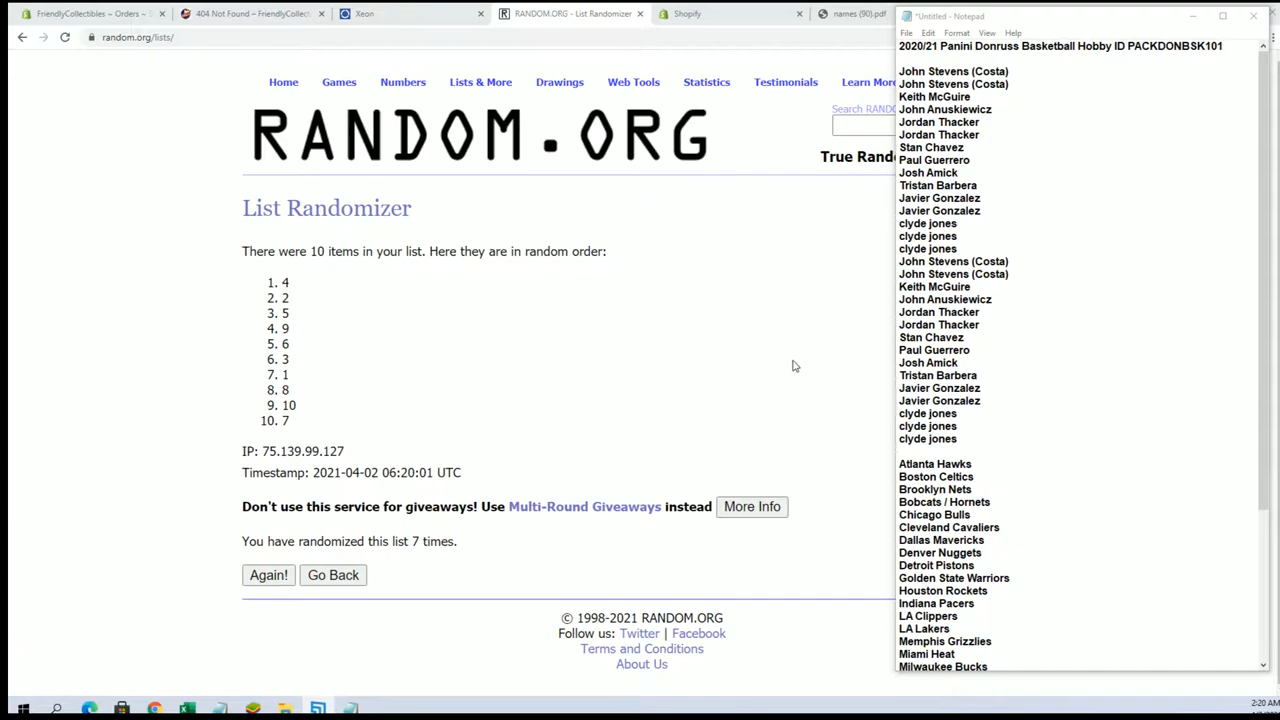 FriendlyCollectibles ~ Orders ~ S
404 Not Found – FriendlyCollect
Xeon
RANDOM.ORG - List Randomizer
Shopify
names (90).pdf
random.org/lists/
Home Games Numbers Lists & More Drawings Web Tools Statistics Testimonials Learn More
Search RANDO
RANDOM.ORG
True Rand
List Randomizer
There were 10 items in your list. Here they are in random order:
1. 4
2. 2
3. 5
4. 9
5. 6
6. 3
7. 1
8. 8
9. 10
10. 7
IP: 75.139.99.127
Timestamp: 2021-04-02 06:20:01 UTC
Don't use this service for giveaways! Use Multi-Round Giveaways instead More Info
You have randomized this list 7 times.
Again! Go Back
© 1998-2021 RANDOM.ORG
Follow us: Twitter | Facebook
Terms and Conditions
About Us
*Untitled - Notepad
File Edit Format View Help
2020/21 Panini Donruss Basketball Hobby ID PACKDONBSK101
John Stevens (Costa)
John Stevens (Costa)
Keith McGuire
John Anuskiewicz
Jordan Thacker
Jordan Thacker
Stan Chavez
Paul Guerrero
Josh Amick
Tristan Barbera
Javier Gonzalez
Javier Gonzalez
clyde jones
clyde jones
clyde jones
John Stevens (Costa)
John Stevens (Costa)
Keith McGuire
John Anuskiewicz
Jordan Thacker
Jordan Thacker
Stan Chavez
Paul Guerrero
Josh Amick
Tristan Barbera
Javier Gonzalez
Javier Gonzalez
clyde jones
clyde jones
clyde jones
Atlanta Hawks
Boston Celtics
Brooklyn Nets
Bobcats / Hornets
Chicago Bulls
Cleveland Cavaliers
Dallas Mavericks
Denver Nuggets
Detroit Pistons
Golden State Warriors
Houston Rockets
Indiana Pacers
LA Clippers
LA Lakers
Memphis Grizzlies
Miami Heat
Milwaukee Bucks
2:20 AM